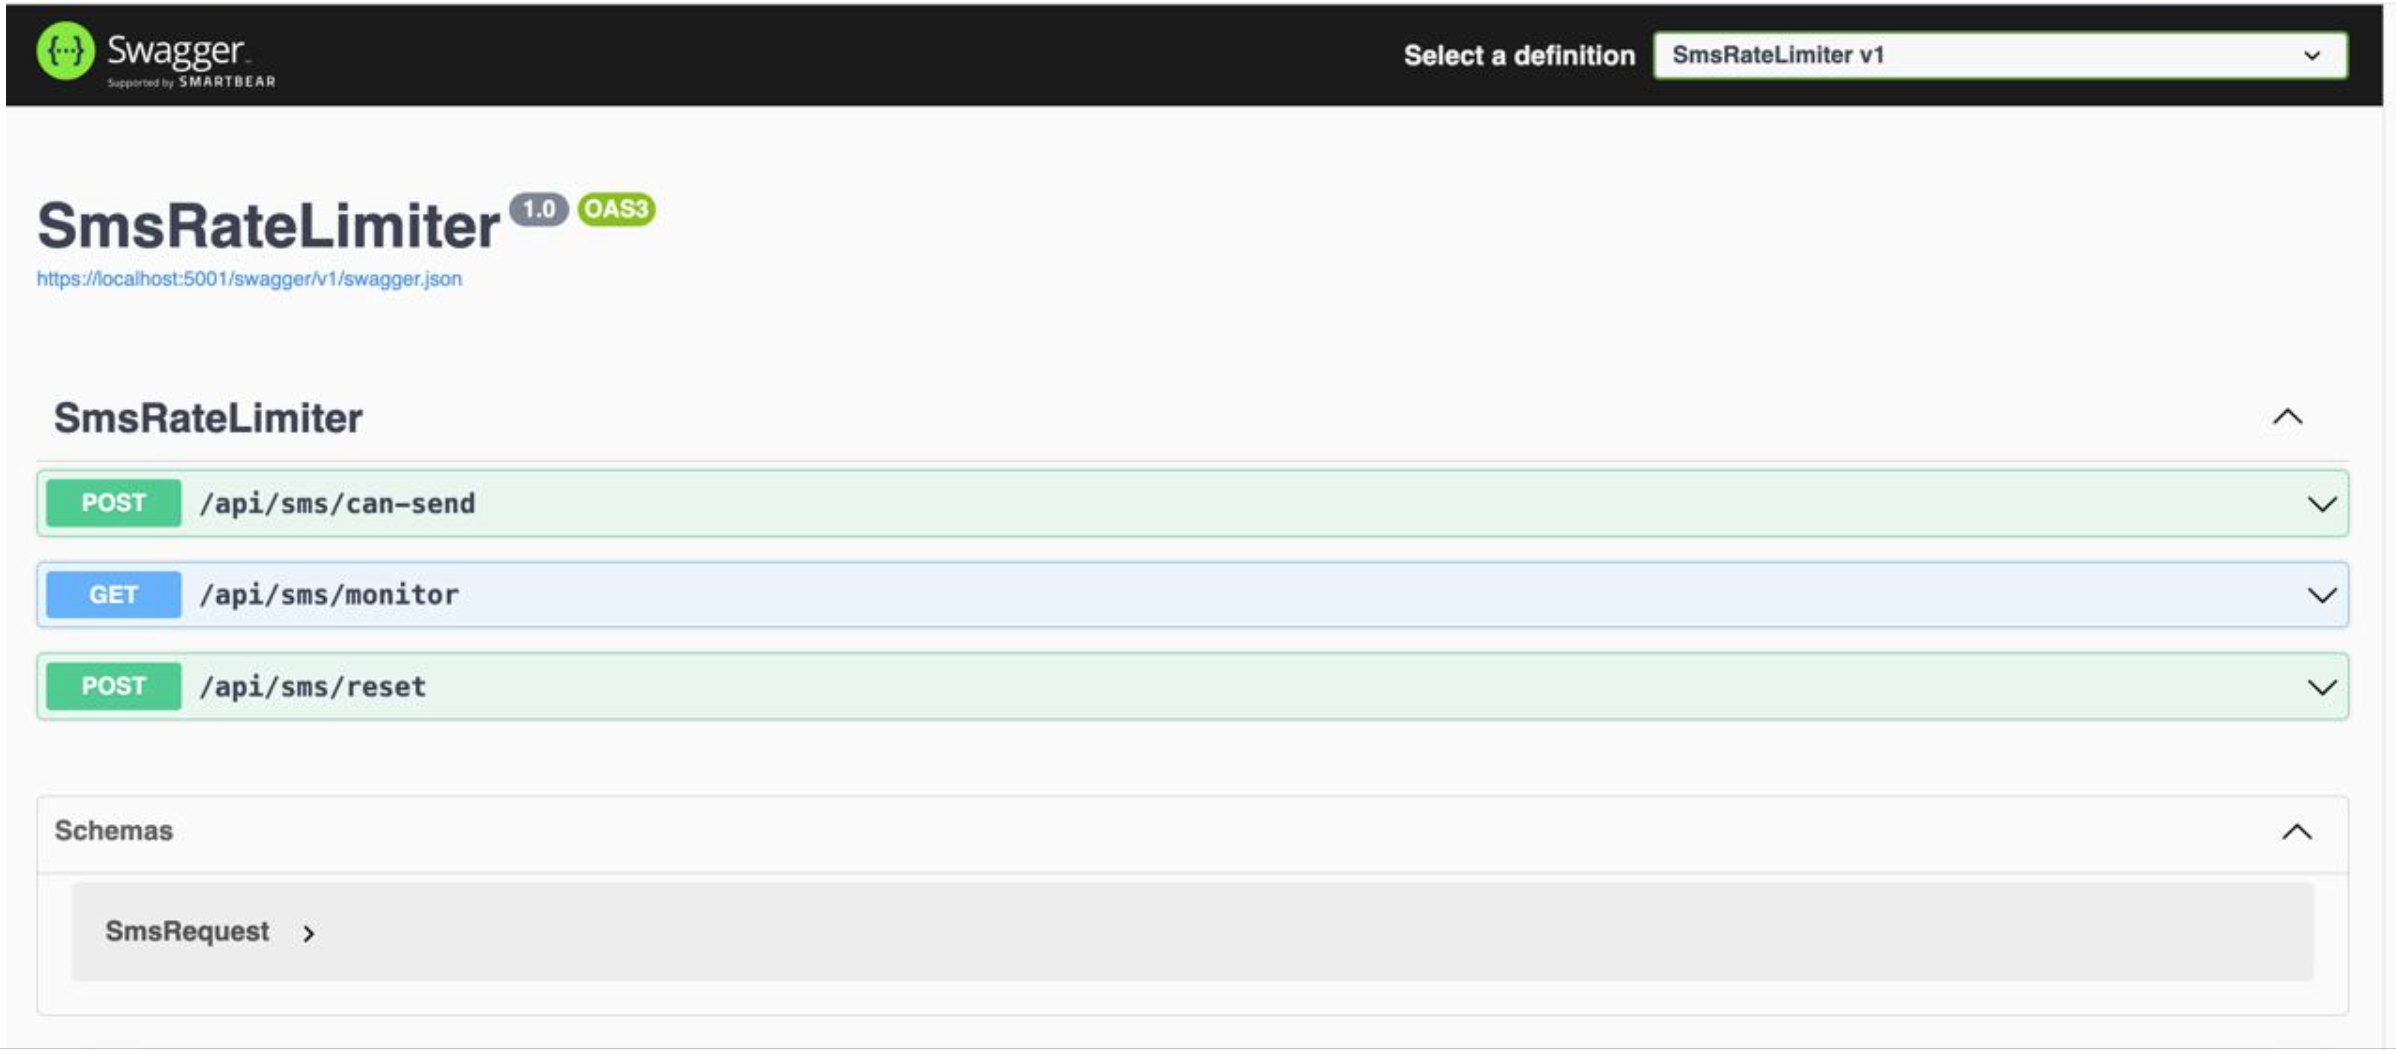 Swagger
Supported by SMARTBEAR
Select a definition
SmsRateLimiter v1
SmsRateLimiter 1.0 OAS3
https://localhost:5001/swagger/v1/swagger.json
SmsRateLimiter
POST /api/sms/can-send
GET /api/sms/monitor
POST /api/sms/reset
Schemas
SmsRequest